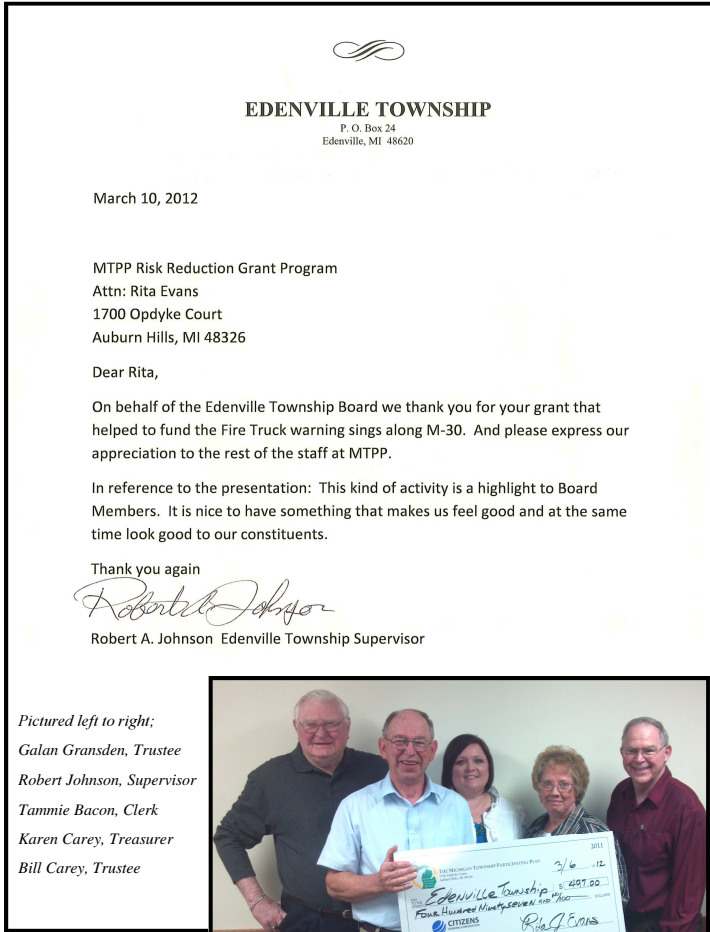 EDENVILLE TOWNSHIP
P. O. Box 24
Edenville, MI  48620
March 10, 2012
MTPP Risk Reduction Grant Program
Attn: Rita Evans
1700 Opdyke Court
Auburn Hills, MI 48326
Dear Rita,
On behalf of the Edenville Township Board we thank you for your grant that
helped to fund the Fire Truck warning sings along M-30.  And please express our
appreciation to the rest of the staff at MTPP.
In reference to the presentation:  This kind of activity is a highlight to Board
Members.  It is nice to have something that makes us feel good and at the same
time look good to our constituents.
Thank you again
Robert A. Johnson
Robert A. Johnson  Edenville Township Supervisor
Pictured left to right;
Galan Gransden, Trustee
Robert Johnson, Supervisor
Tammie Bacon, Clerk
Karen Carey, Treasurer
Bill Carey, Trustee
2011
THE MICHIGAN TOWNSHIP PARTICIPATING PLAN
3/6 -12
Edenville Township $ 497.00
Four Hundred Ninety seven and no/100
CITIZENS
Rita J. Evans